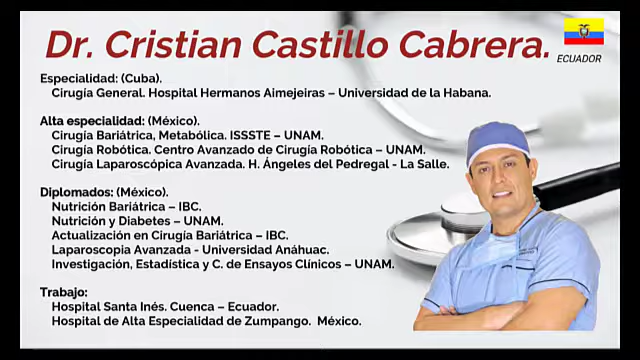 Dr. Cristian Castillo Cabrera.
ECUADOR
Especialidad: (Cuba).
Cirugía General. Hospital Hermanos Aimejeiras – Universidad de la Habana.
Alta especialidad: (México).
Cirugía Bariátrica, Metabólica. ISSSTE – UNAM.
Cirugía Robótica. Centro Avanzado de Cirugía Robótica – UNAM.
Cirugía Laparoscópica Avanzada. H. Ángeles del Pedregal - La Salle.
Diplomados: (México).
Nutrición Bariátrica – IBC.
Nutrición y Diabetes – UNAM.
Actualización en Cirugía Bariátrica – IBC.
Laparoscopia Avanzada - Universidad Anáhuac.
Investigación, Estadística y C. de Ensayos Clínicos – UNAM.
Trabajo:
Hospital Santa Inés. Cuenca – Ecuador.
Hospital de Alta Especialidad de Zumpango. México.